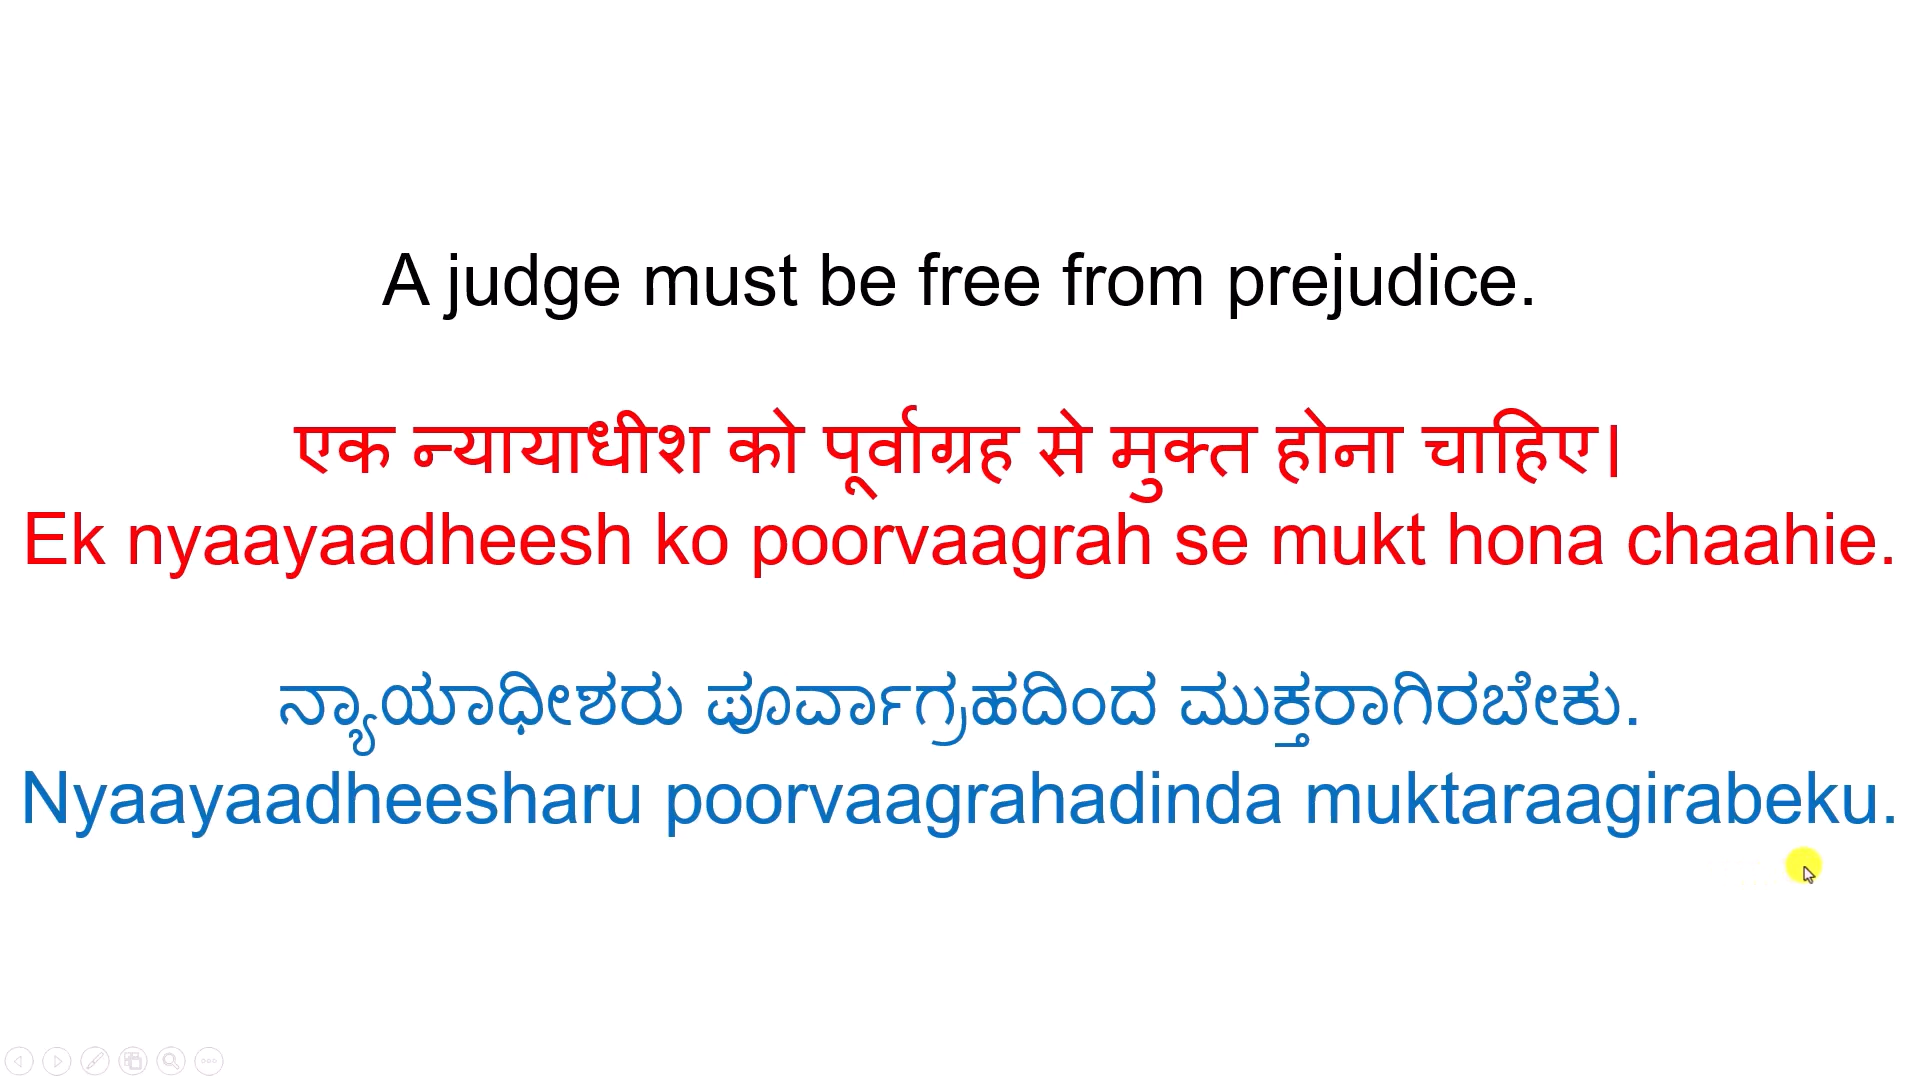 A judge must be free from prejudice.
एक न्यायाधीश को पूर्वाग्रह से मुक्त होना चाहिए।
Ek nyaayaadheesh ko poorvaagrah se mukt hona chaahie.
ನ್ಯಾಯಾಧೀಶರು ಪೂರ್ವಾಗ್ರಹದಿಂದ ಮುಕ್ತರಾಗಿರಬೇಕು.
Nyaayaadheesharu poorvaagrahadinda muktaraagirabeku.